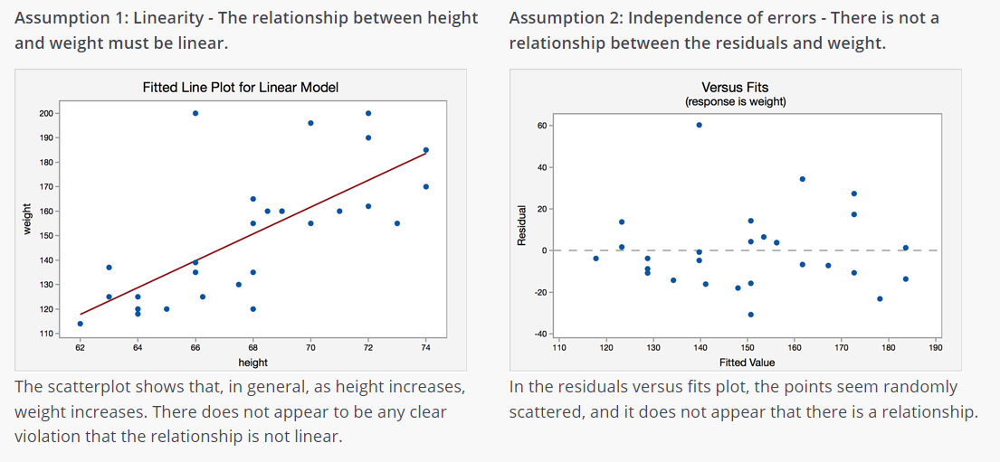 Assumption 1: Linearity - The relationship between height
and weight must be linear.
Fitted Line Plot for Linear Model
200
190
180
170
160
150
140
130
120
110
weight
62 64 66 68 70 72 74
height
The scatterplot shows that, in general, as height increases,
weight increases. There does not appear to be any clear
violation that the relationship is not linear.
Assumption 2: Independence of errors - There is not a
relationship between the residuals and weight.
Versus Fits
(response is weight)
60
40
20
0
-20
-40
Residual
110 120 130 140 150 160 170 180 190
Fitted Value
In the residuals versus fits plot, the points seem randomly
scattered, and it does not appear that there is a relationship.